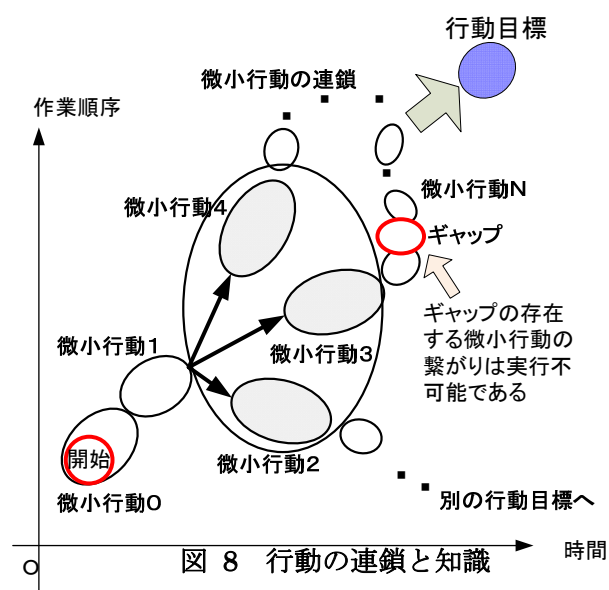 行動目標
微小行動の連鎖
作業順序
微小行動4
微小行動N
ギャップ
ギャップの存在
する微小行動の
繋がりは実行不
可能である
微小行動1
微小行動3
開始
微小行動2
微小行動0
別の行動目標へ
時間
O
図 8 行動の連鎖と知識